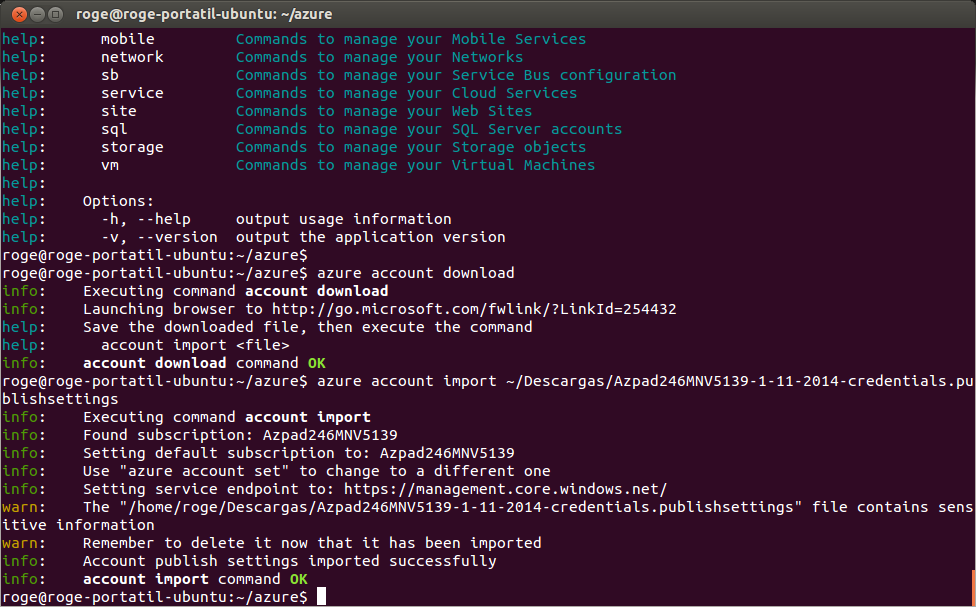 roge@roge-portatil-ubuntu: ~/azure
help:      mobile         Commands to manage your Mobile Services
help:      network        Commands to manage your Networks
help:      sb             Commands to manage your Service Bus configuration
help:      service        Commands to manage your Cloud Services
help:      site           Commands to manage your Web Sites
help:      sql            Commands to manage your SQL Server accounts
help:      storage        Commands to manage your Storage objects
help:      vm             Commands to manage your Virtual Machines
help:
help:    Options:
help:      -h, --help     output usage information
help:      -v, --version  output the application version
roge@roge-portatil-ubuntu:~/azure$
roge@roge-portatil-ubuntu:~/azure$ azure account download
info:    Executing command account download
info:    Launching browser to http://go.microsoft.com/fwlink/?LinkId=254432
help:    Save the downloaded file, then execute the command
help:      account import <file>
info:    account download command OK
roge@roge-portatil-ubuntu:~/azure$ azure account import ~/Descargas/Azpad246MNV5139-1-11-2014-credentials.pu
blishsettings
info:    Executing command account import
info:    Found subscription: Azpad246MNV5139
info:    Setting default subscription to: Azpad246MNV5139
info:    Use "azure account set" to change to a different one
info:    Setting service endpoint to: https://management.core.windows.net/
warn:    The "/home/roge/Descargas/Azpad246MNV5139-1-11-2014-credentials.publishsettings" file contains sens
itive information
warn:    Remember to delete it now that it has been imported
info:    Account publish settings imported successfully
info:    account import command OK
roge@roge-portatil-ubuntu:~/azure$